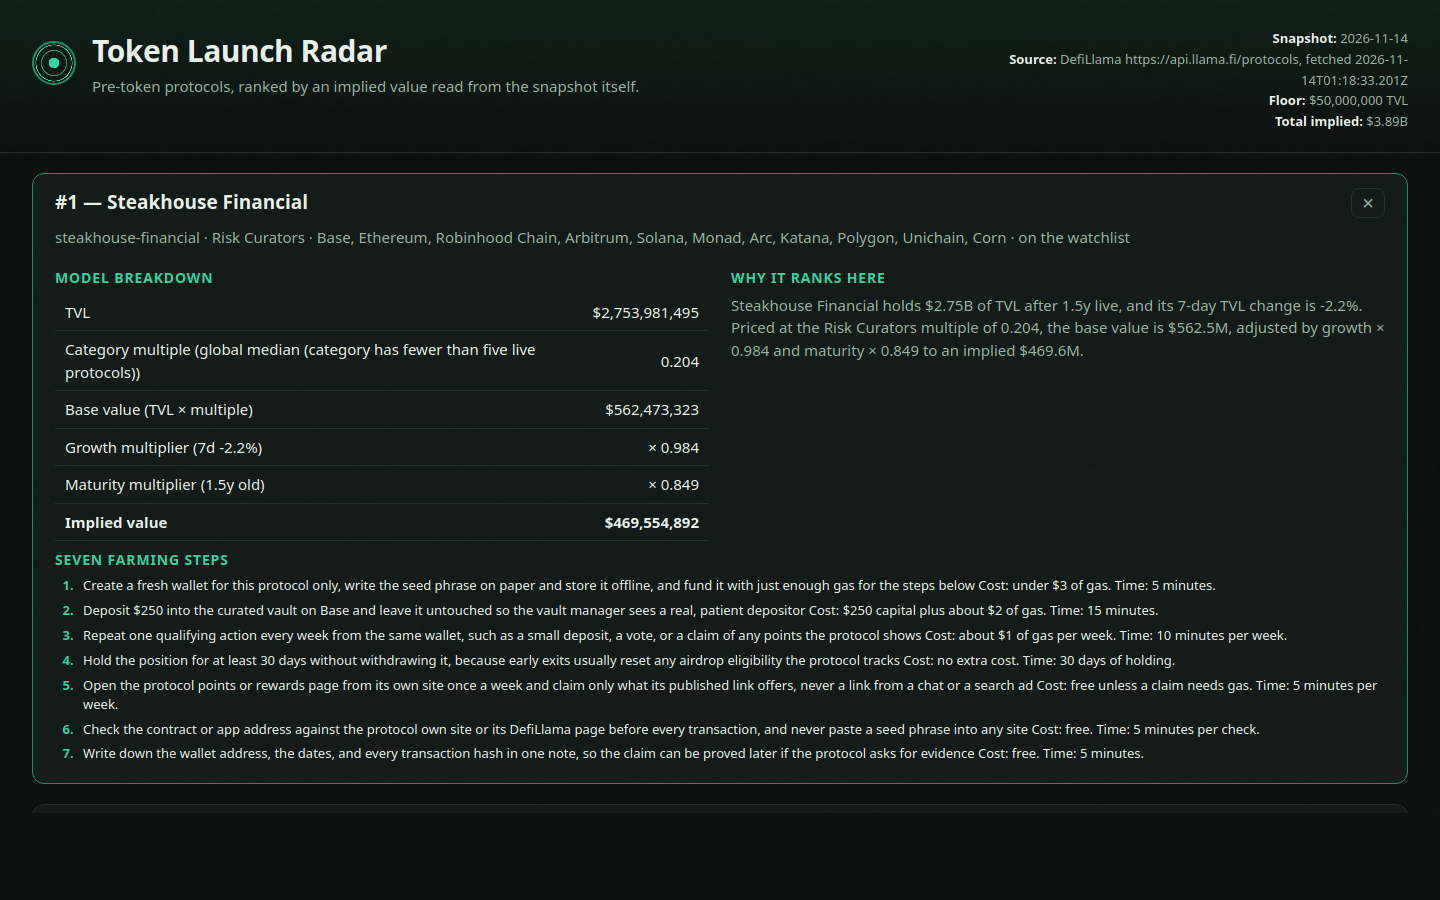 Token Launch Radar
Pre-token protocols, ranked by an implied value read from the snapshot itself.
Snapshot: 2026-11-14
Source: DefiLlama https://api.llama.fi/protocols, fetched 2026-11-
14T01:18:33.201Z
Floor: $50,000,000 TVL
Total implied: $3.89B
#1 — Steakhouse Financial
×
steakhouse-financial · Risk Curators · Base, Ethereum, Robinhood Chain, Arbitrum, Solana, Monad, Arc, Katana, Polygon, Unichain, Corn · on the watchlist
MODEL BREAKDOWN
TVL $2,753,981,495
Category multiple (global median (category has fewer than five live
protocols)) 0.204
Base value (TVL × multiple) $562,473,323
Growth multiplier (7d -2.2%) × 0.984
Maturity multiplier (1.5y old) × 0.849
Implied value $469,554,892
WHY IT RANKS HERE
Steakhouse Financial holds $2.75B of TVL after 1.5y live, and its 7-day TVL change is -2.2%.
Priced at the Risk Curators multiple of 0.204, the base value is $562.5M, adjusted by growth ×
0.984 and maturity × 0.849 to an implied $469.6M.
SEVEN FARMING STEPS
1. Create a fresh wallet for this protocol only, write the seed phrase on paper and store it offline, and fund it with just enough gas for the steps below Cost: under $3 of gas. Time: 5 minutes.
2. Deposit $250 into the curated vault on Base and leave it untouched so the vault manager sees a real, patient depositor Cost: $250 capital plus about $2 of gas. Time: 15 minutes.
3. Repeat one qualifying action every week from the same wallet, such as a small deposit, a vote, or a claim of any points the protocol shows Cost: about $1 of gas per week. Time: 10 minutes per week.
4. Hold the position for at least 30 days without withdrawing it, because early exits usually reset any airdrop eligibility the protocol tracks Cost: no extra cost. Time: 30 days of holding.
5. Open the protocol points or rewards page from its own site once a week and claim only what its published link offers, never a link from a chat or a search ad Cost: free unless a claim needs gas. Time: 5 minutes per
week.
6. Check the contract or app address against the protocol own site or its DefiLlama page before every transaction, and never paste a seed phrase into any site Cost: free. Time: 5 minutes per check.
7. Write down the wallet address, the dates, and every transaction hash in one note, so the claim can be proved later if the protocol asks for evidence Cost: free. Time: 5 minutes.